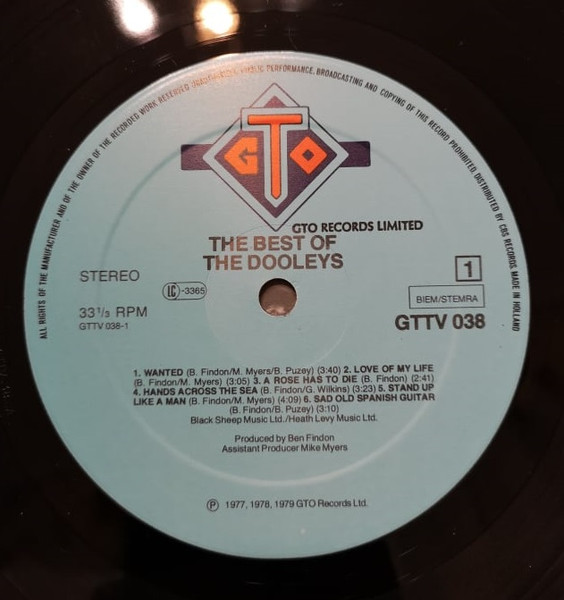 ALL RIGHTS OF THE MANUFACTURER AND OF THE OWNER OF THE RECORDED WORK RESERVED PUBLIC PERFORMANCE, BROADCASTING AND COPYING OF THIS RECORD PROHIBITED. DISTRIBUTED BY CBS RECORDS. MADE IN HOLLAND
GTO
GTO RECORDS LIMITED
THE BEST OF
THE DOOLEYS
STEREO
LC-3365
33 1/3 RPM
GTTV 038-1
1
BIEM/STEMRA
GTTV 038
1. WANTED (B. Findon/M. Myers/B. Puzey) (3:40) 2. LOVE OF MY LIFE
(B. Findon/M. Myers) (3:05) 3. A ROSE HAS TO DIE (B. Findon) (2:41)
4. HANDS ACROSS THE SEA (B. Findon/G. Wilkins) (3:23) 5. STAND UP
LIKE A MAN (B. Findon/M. Myers) (4:09) 6. SAD OLD SPANISH GUITAR
(B. Findon/B. Puzey) (3:10)
Black Sheep Music Ltd./Heath Levy Music Ltd.
Produced by Ben Findon
Assistant Producer Mike Myers
℗ 1977, 1978, 1979 GTO Records Ltd.